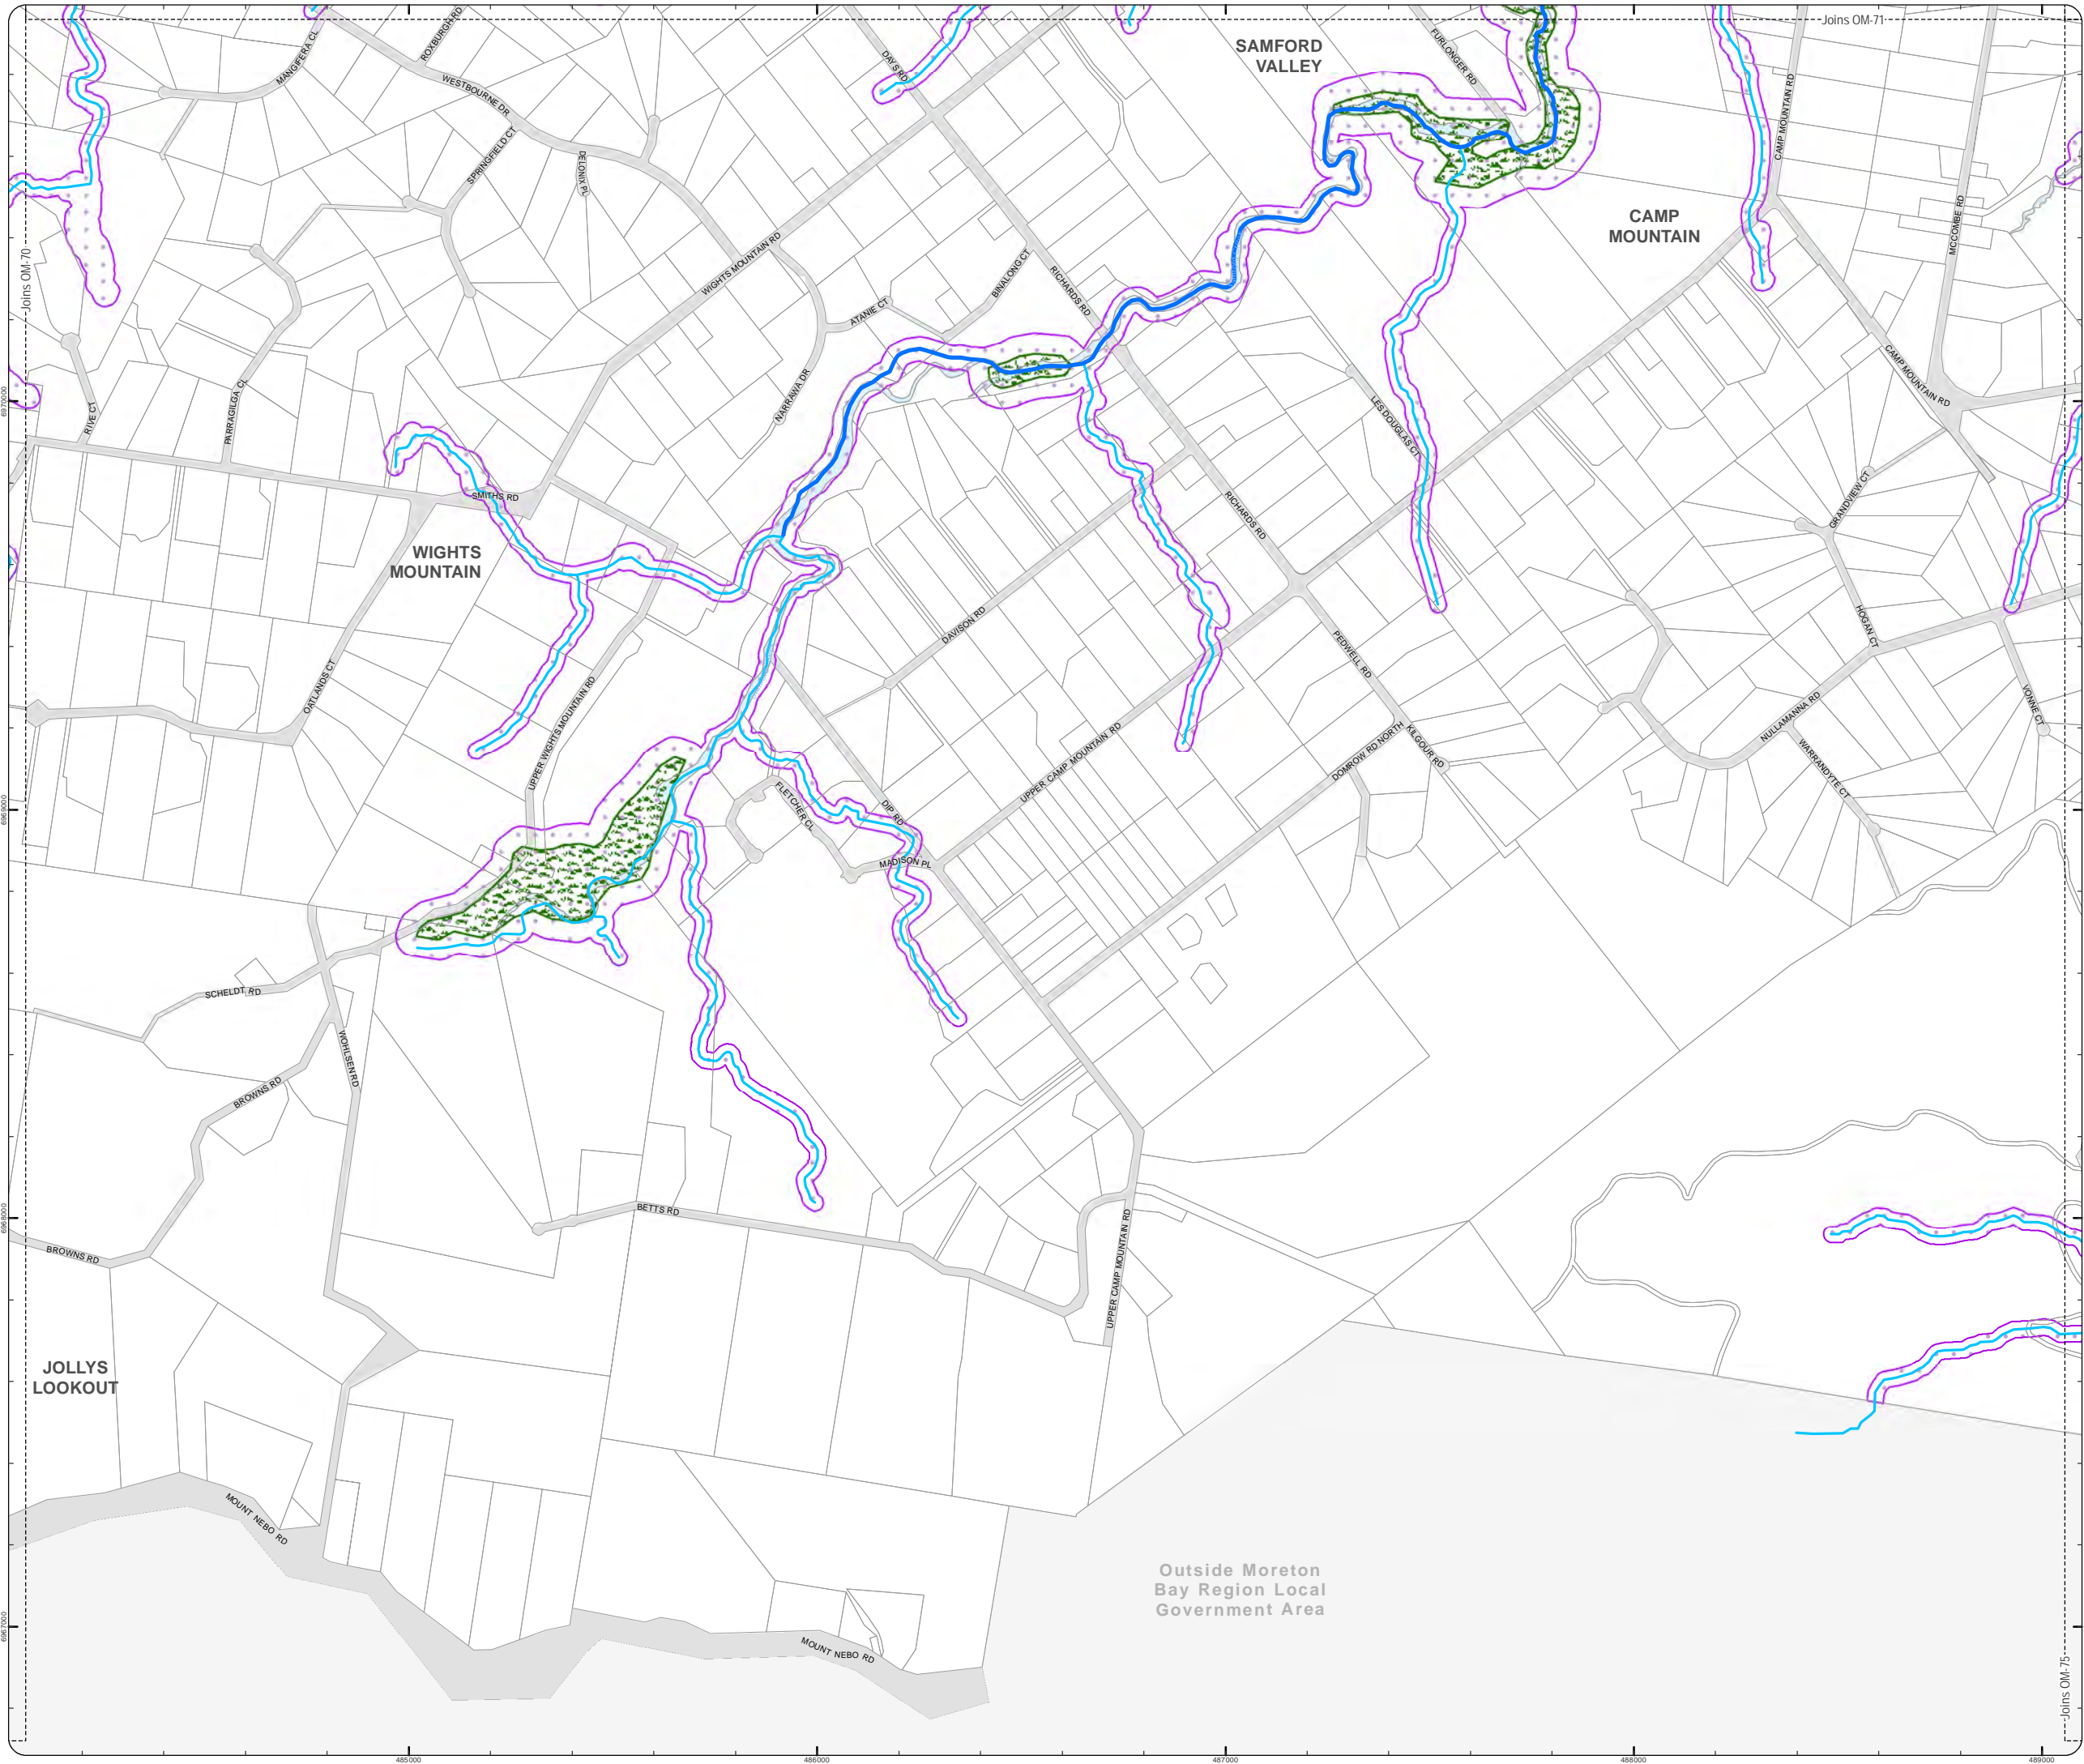 Joins OM-71
ROXBURGH RD
MANGIFERA CL
WESTBOURNE DR
DAYS RD
SAMFORD
VALLEY
FURLONGER RD
CAMP MOUNTAIN RD
SPRINGFIELD CT
DELONIX PL
CAMP
MOUNTAIN
MCCOMBE RD
Joins OM-70
WIGHTS MOUNTAIN RD
BINALONG CT
RICHARDS RD
ATANIE CT
CAMP MOUNTAIN RD
NARRAWA DR
6970000
RIVE CT
PARRAGILGA CL
LES DOUGLAS CT
SMITHS RD
RICHARDS RD
GRANDVIEW CT
WIGHTS
MOUNTAIN
DAVISON RD
HOGAN CT
PEDWELL RD
OATLANDS CT
UPPER WIGHTS MOUNTAIN RD
NULLAMANNA RD
VONNE CT
UPPER CAMP MOUNTAIN RD
DOMROW RD NORTH
KILGOUR RD
WARRANDYTE CT
6969000
FLETCHER CL
DIP RD
MADISON PL
SCHELDT RD
WOHLSEN RD
BROWNS RD
6968000
BETTS RD
BROWNS RD
UPPER CAMP MOUNTAIN RD
JOLLYS
LOOKOUT
MOUNT NEBO RD
Outside Moreton
Bay Region Local
Government Area
6967000
MOUNT NEBO RD
Joins OM-75
485000
486000
487000
488000
489000